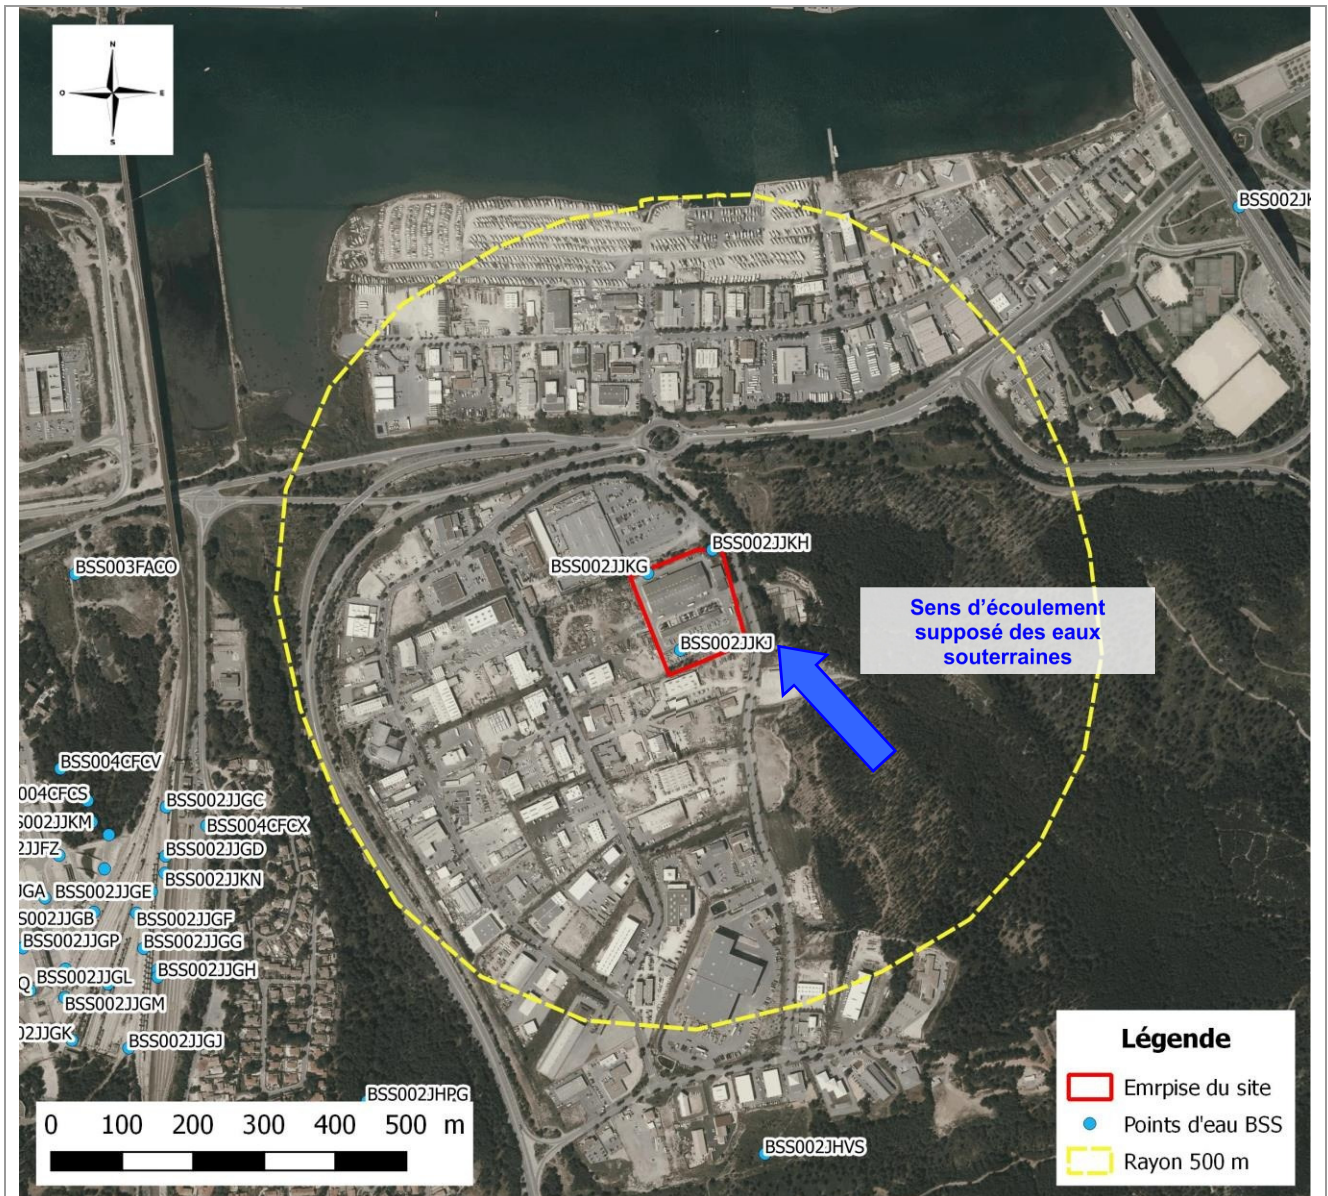 N
O
E
S
BSS002JK
BSS002JJKH
BSS002JJKG
BSS003FACO
Sens d’écoulement
supposé des eaux
souterraines
BSS002JJKJ
BSS004CFCV
004CFCS
BSS002JJGC
S002JJKM
BSS004CFCX
2JJFZ
BSS002JJGD
BSS002JJKN
JGA
BSS002JJGE
S002JJGB
BSS002JJGF
BSS002JJGP
BSS002JJGG
BSS002JJGH
Q
BSS002JJGL
BSS002JJGM
02JJGK
BSS002JJGJ
BSS002JHPG
BSS002JHVS
0 100 200 300 400 500 m
Légende
Emrpise du site
Points d'eau BSS
Rayon 500 m